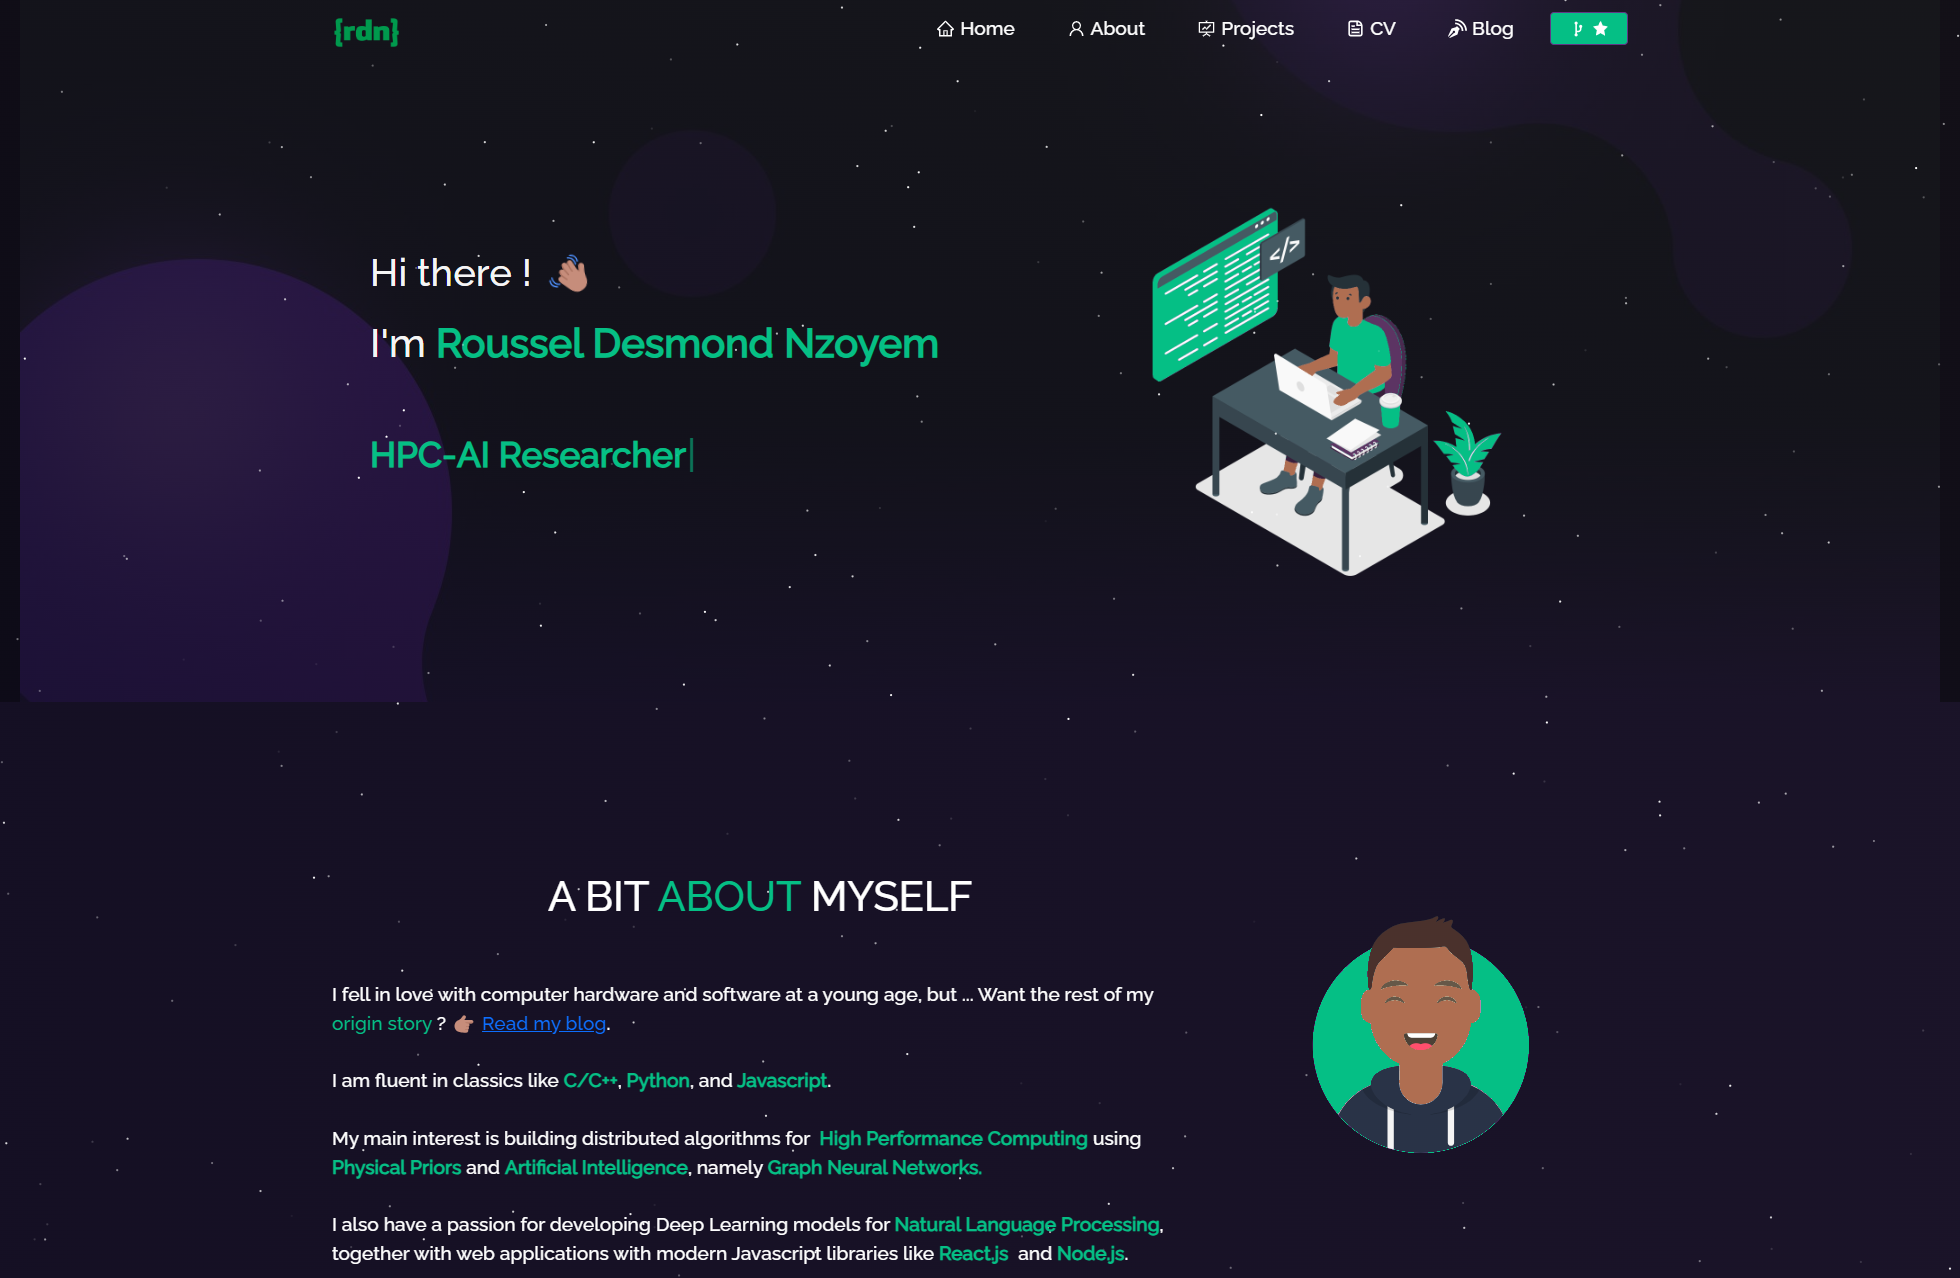 {rdn}
Home
About
Projects
CV
Blog
Hi there !
I'm Roussel Desmond Nzoyem
</>
HPC-AI Researcher
A BIT ABOUT MYSELF
I fell in love with computer hardware and software at a young age, but ... Want the rest of my
origin story ? Read my blog.
I am fluent in classics like C/C++, Python, and Javascript.
My main interest is building distributed algorithms for High Performance Computing using
Physical Priors and Artificial Intelligence, namely Graph Neural Networks.
I also have a passion for developing Deep Learning models for Natural Language Processing,
together with web applications with modern Javascript libraries like React.js and Node.js.